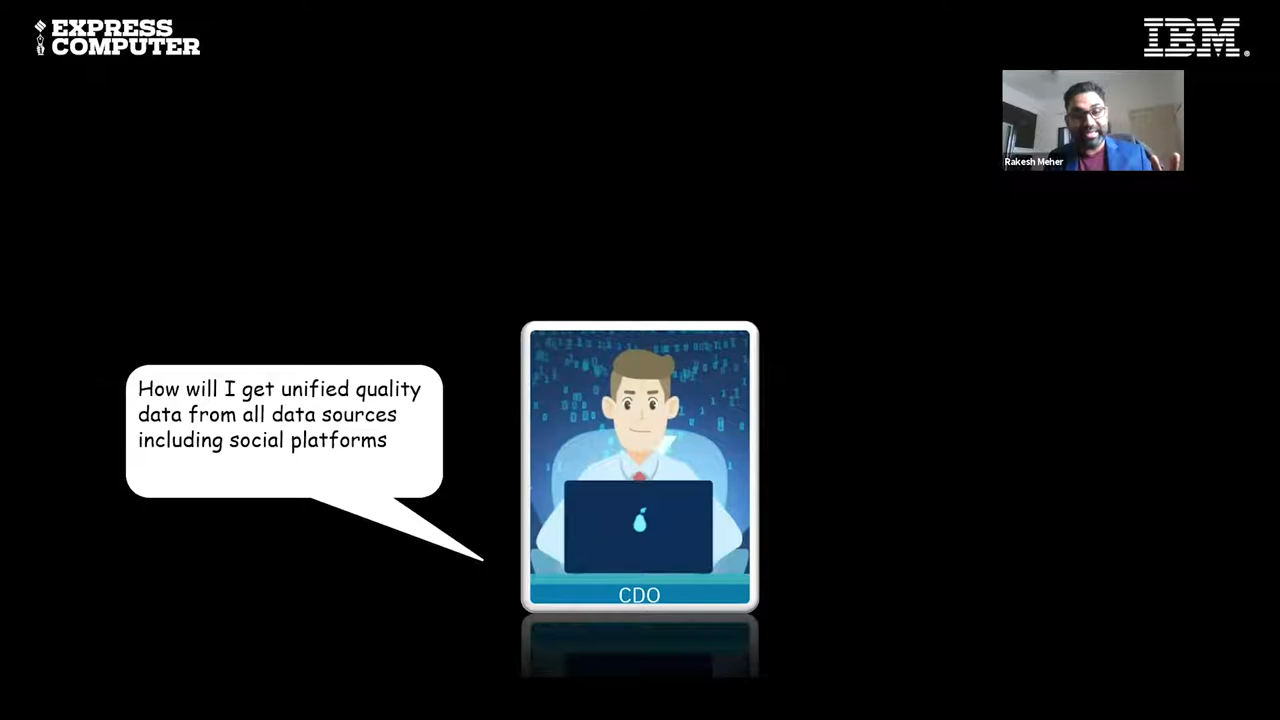 EXPRESS
COMPUTER
IBM
Rakesh Meher
How will I get unified quality
data from all data sources
including social platforms
CDO